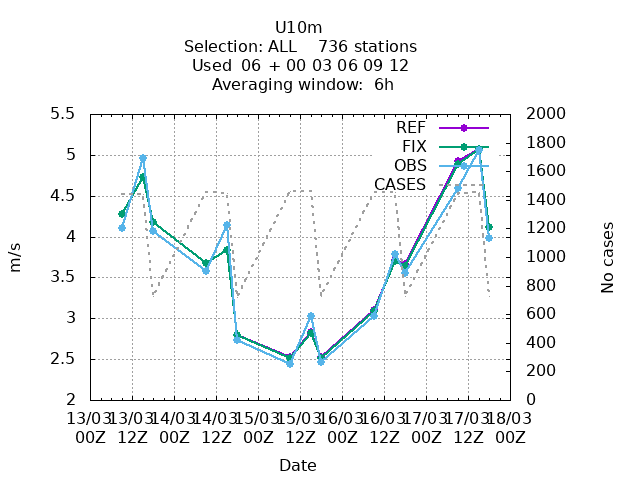 U10m
Selection: ALL    736 stations
Used  06 + 00 03 06 09 12
Averaging window:  6h
5.5
5
4.5
4
3.5
3
2.5
2
2000
1800
1600
1400
1200
1000
800
600
400
200
0
REF
FIX
OBS
CASES
m/s
No cases
13/03 13/03 14/03 14/03 15/03 15/03 16/03 16/03 17/03 17/03 18/03
00Z 12Z 00Z 12Z 00Z 12Z 00Z 12Z 00Z 12Z 00Z
Date